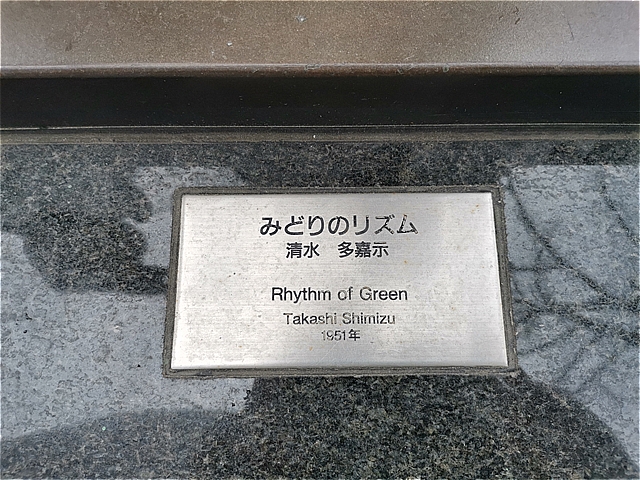 みどりのリズム
清水 多嘉示
Rhythm of Green
Takashi Shimizu
1951年